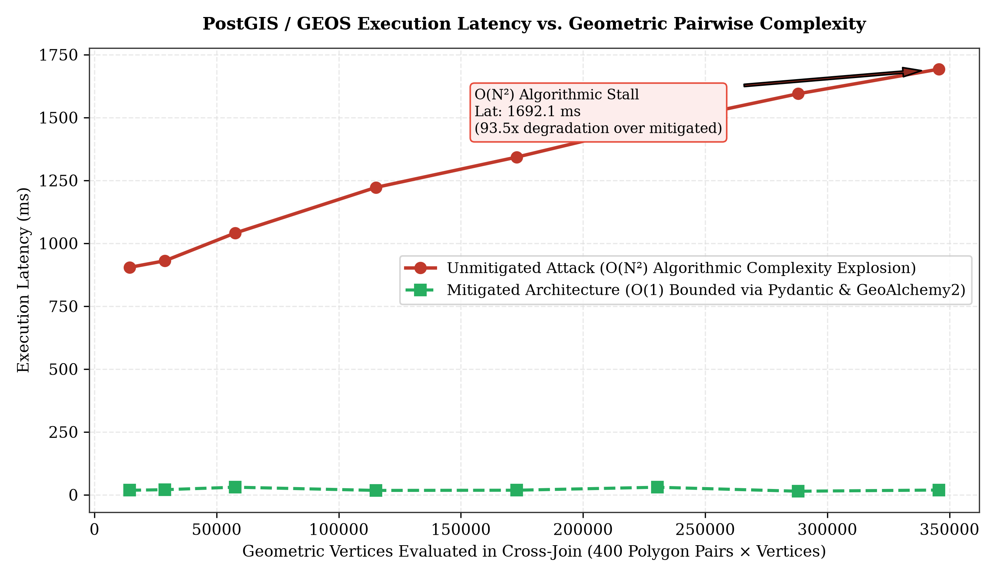 PostGIS / GEOS Execution Latency vs. Geometric Pairwise Complexity
1750
1500
1250
1000
750
500
250
0
Execution Latency (ms)
O(N²) Algorithmic Stall
Lat: 1692.1 ms
(93.5x degradation over mitigated)
Unmitigated Attack (O(N²) Algorithmic Complexity Explosion)
Mitigated Architecture (O(1) Bounded via Pydantic & GeoAlchemy2)
0 50000 100000 150000 200000 250000 300000 350000
Geometric Vertices Evaluated in Cross-Join (400 Polygon Pairs × Vertices)